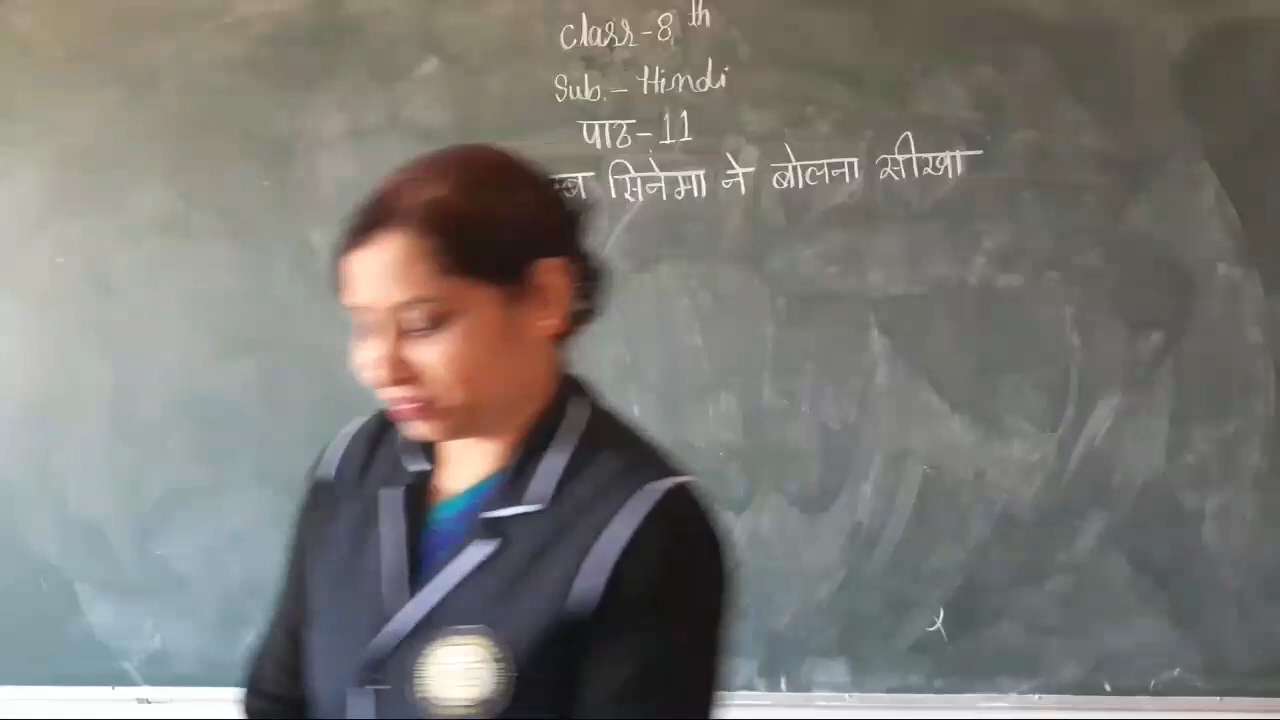 Class-8th
Sub.- Hindi
पाठ-11
सिनेमा ने बोलना सीखा